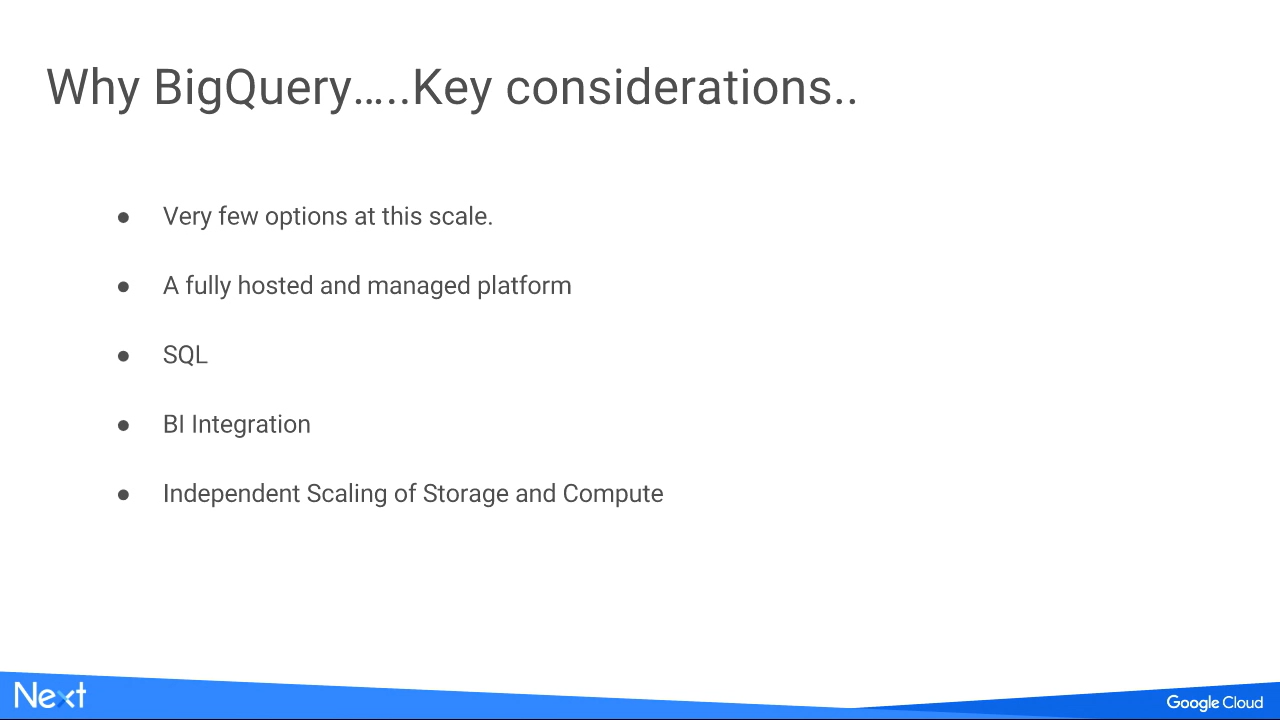 Why BigQuery…..Key considerations..
● Very few options at this scale.
● A fully hosted and managed platform
● SQL
● BI Integration
● Independent Scaling of Storage and Compute
Next
Google Cloud